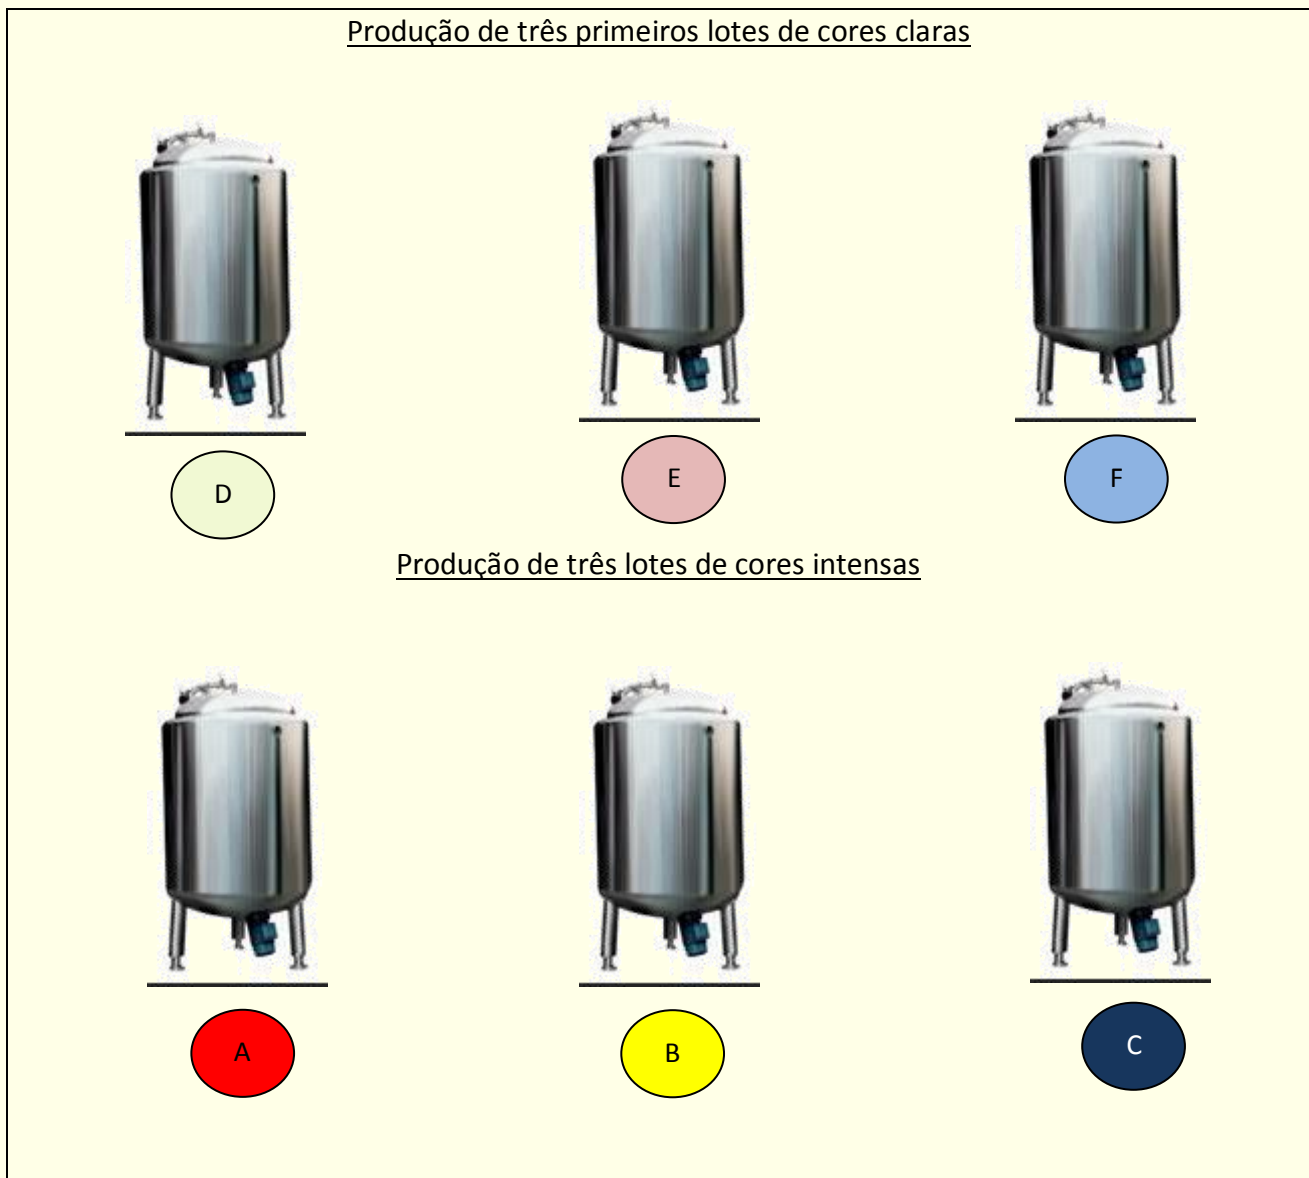 Produção de três primeiros lotes de cores claras
D
E
F
Produção de três lotes de cores intensas
A
B
C